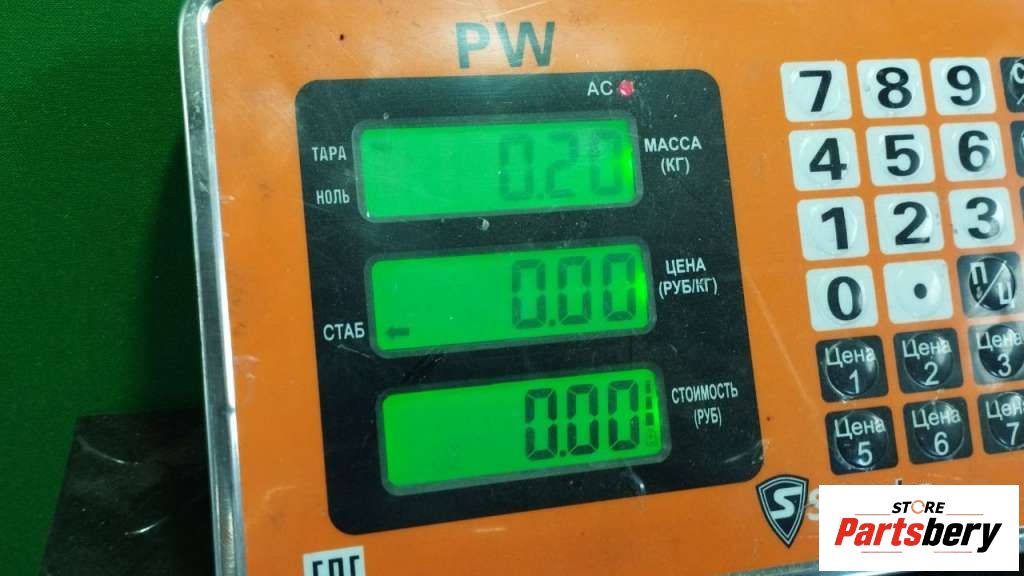 PW
AC
ТАРА
НОЛЬ
0.20
МАССА
(КГ)
СТАБ
0.00
ЦЕНА
(РУБ/КГ)
0.00
СТОИМОСТЬ
(РУБ)
7 8 9
4 5 6
1 2 3
0 . П/Ц
Цена 1 Цена 2 Цена 3
Цена 5 Цена 6 Цена 7
STORE
Partsbery